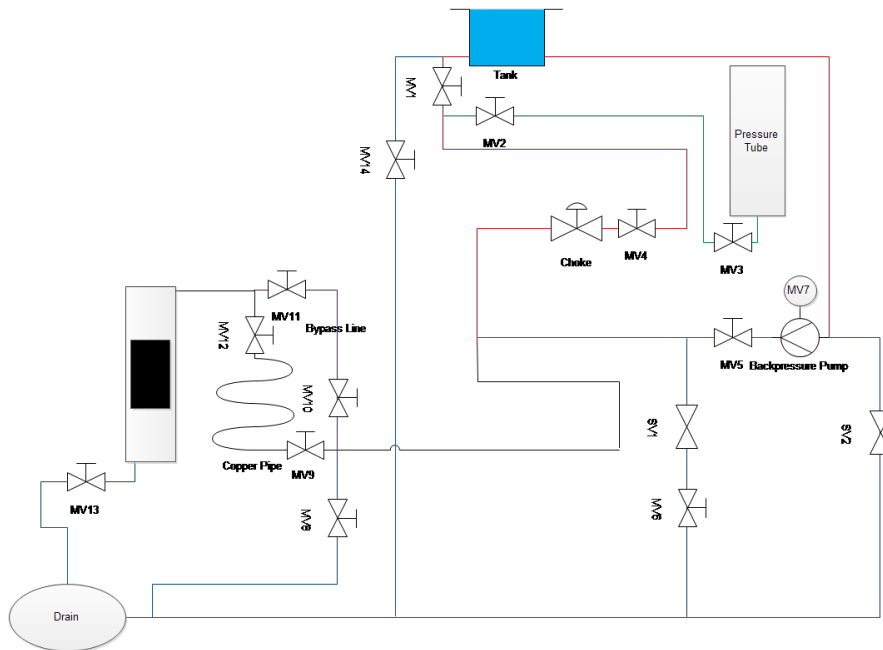 Tank
MV1
MV2
MV14
Pressure
Tube
Choke
MV4
MV3
MV7
MV11
Bypass Line
MV12
MV5
Backpressure Pump
MV10
SV1
SV2
Copper Pipe
MV9
MV13
MV8
MV6
Drain